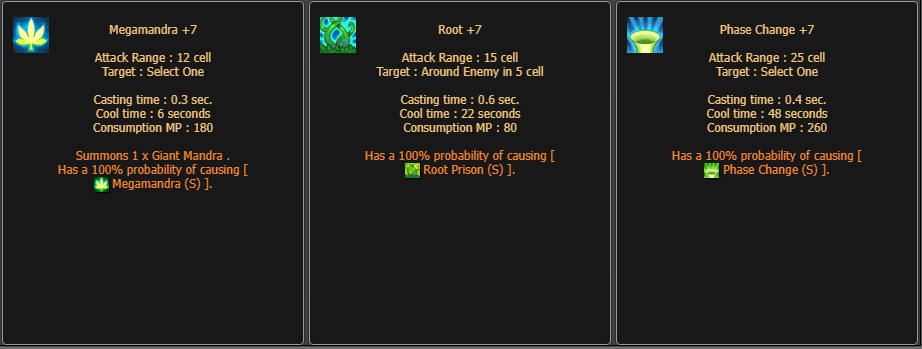 Megamandra +7
Attack Range : 12 cell
Target : Select One
Casting time : 0.3 sec.
Cool time : 6 seconds
Consumption MP : 180
Summons 1 x Giant Mandra .
Has a 100% probability of causing [
Megamandra (S) ].
Root +7
Attack Range : 15 cell
Target : Around Enemy in 5 cell
Casting time : 0.6 sec.
Cool time : 22 seconds
Consumption MP : 80
Has a 100% probability of causing [
Root Prison (S) ].
Phase Change +7
Attack Range : 25 cell
Target : Select One
Casting time : 0.4 sec.
Cool time : 48 seconds
Consumption MP : 260
Has a 100% probability of causing [
Phase Change (S) ].